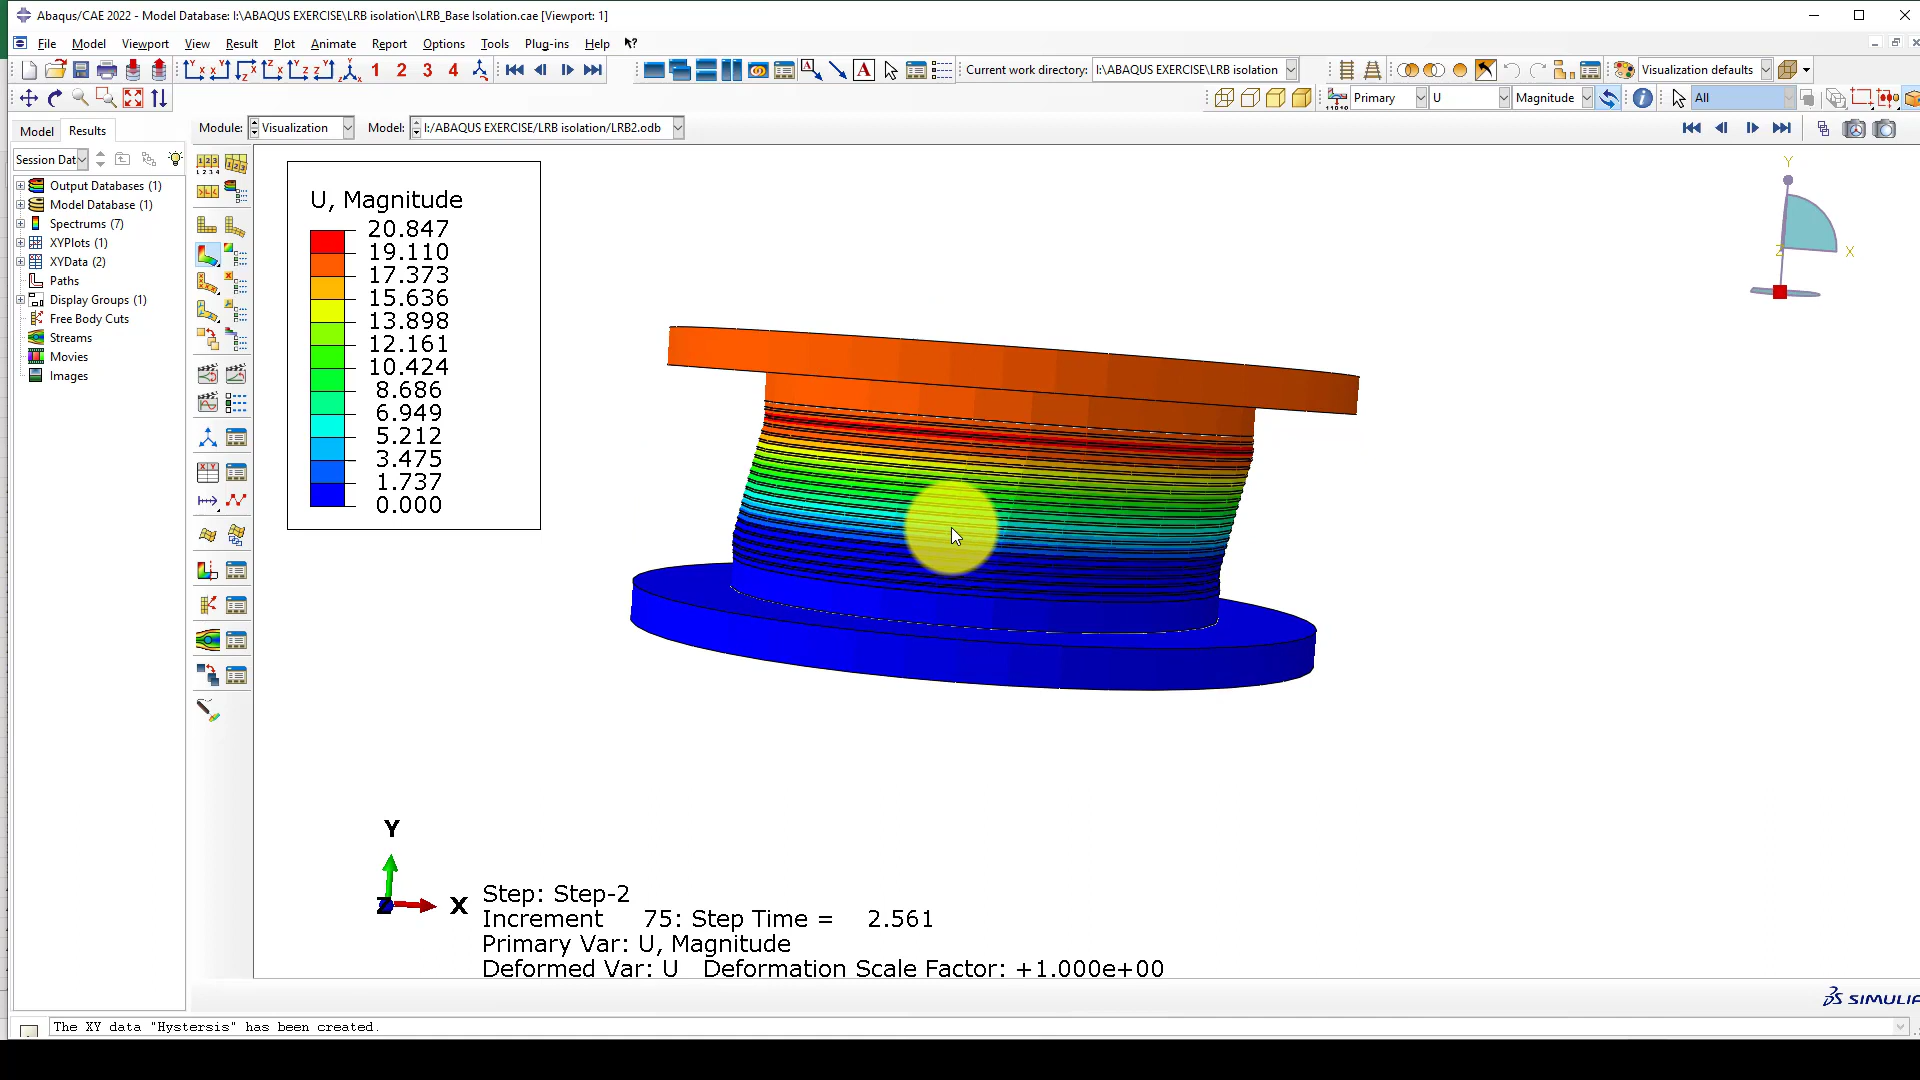 Abaqus/CAE 2022 - Model Database: I:\ABAQUS EXERCISE\LRB isolation\LRB_Base Isolation.cae [Viewport: 1]
File Model Viewport View Result Plot Animate Report Options Tools Plug-ins Help
1 2 3 4 Current work directory: I:\ABAQUS EXERCISE\LRB isolation Visualization defaults
Primary U Magnitude All
Model Results Module: Visualization Model: I:/ABAQUS EXERCISE/LRB isolation/LRB2.odb
Session Dat
Output Databases (1)
Model Database (1)
Spectrums (7)
XYPlots (1)
XYData (2)
Paths
Display Groups (1)
Free Body Cuts
Streams
Movies
Images
U, Magnitude
20.847
19.110
17.373
15.636
13.898
12.161
10.424
8.686
6.949
5.212
3.475
1.737
0.000
Y
Z X
Y
Z X
Step: Step-2
Increment 75: Step Time = 2.561
Primary Var: U, Magnitude
Deformed Var: U Deformation Scale Factor: +1.000e+00
The XY data "Hystersis" has been created.